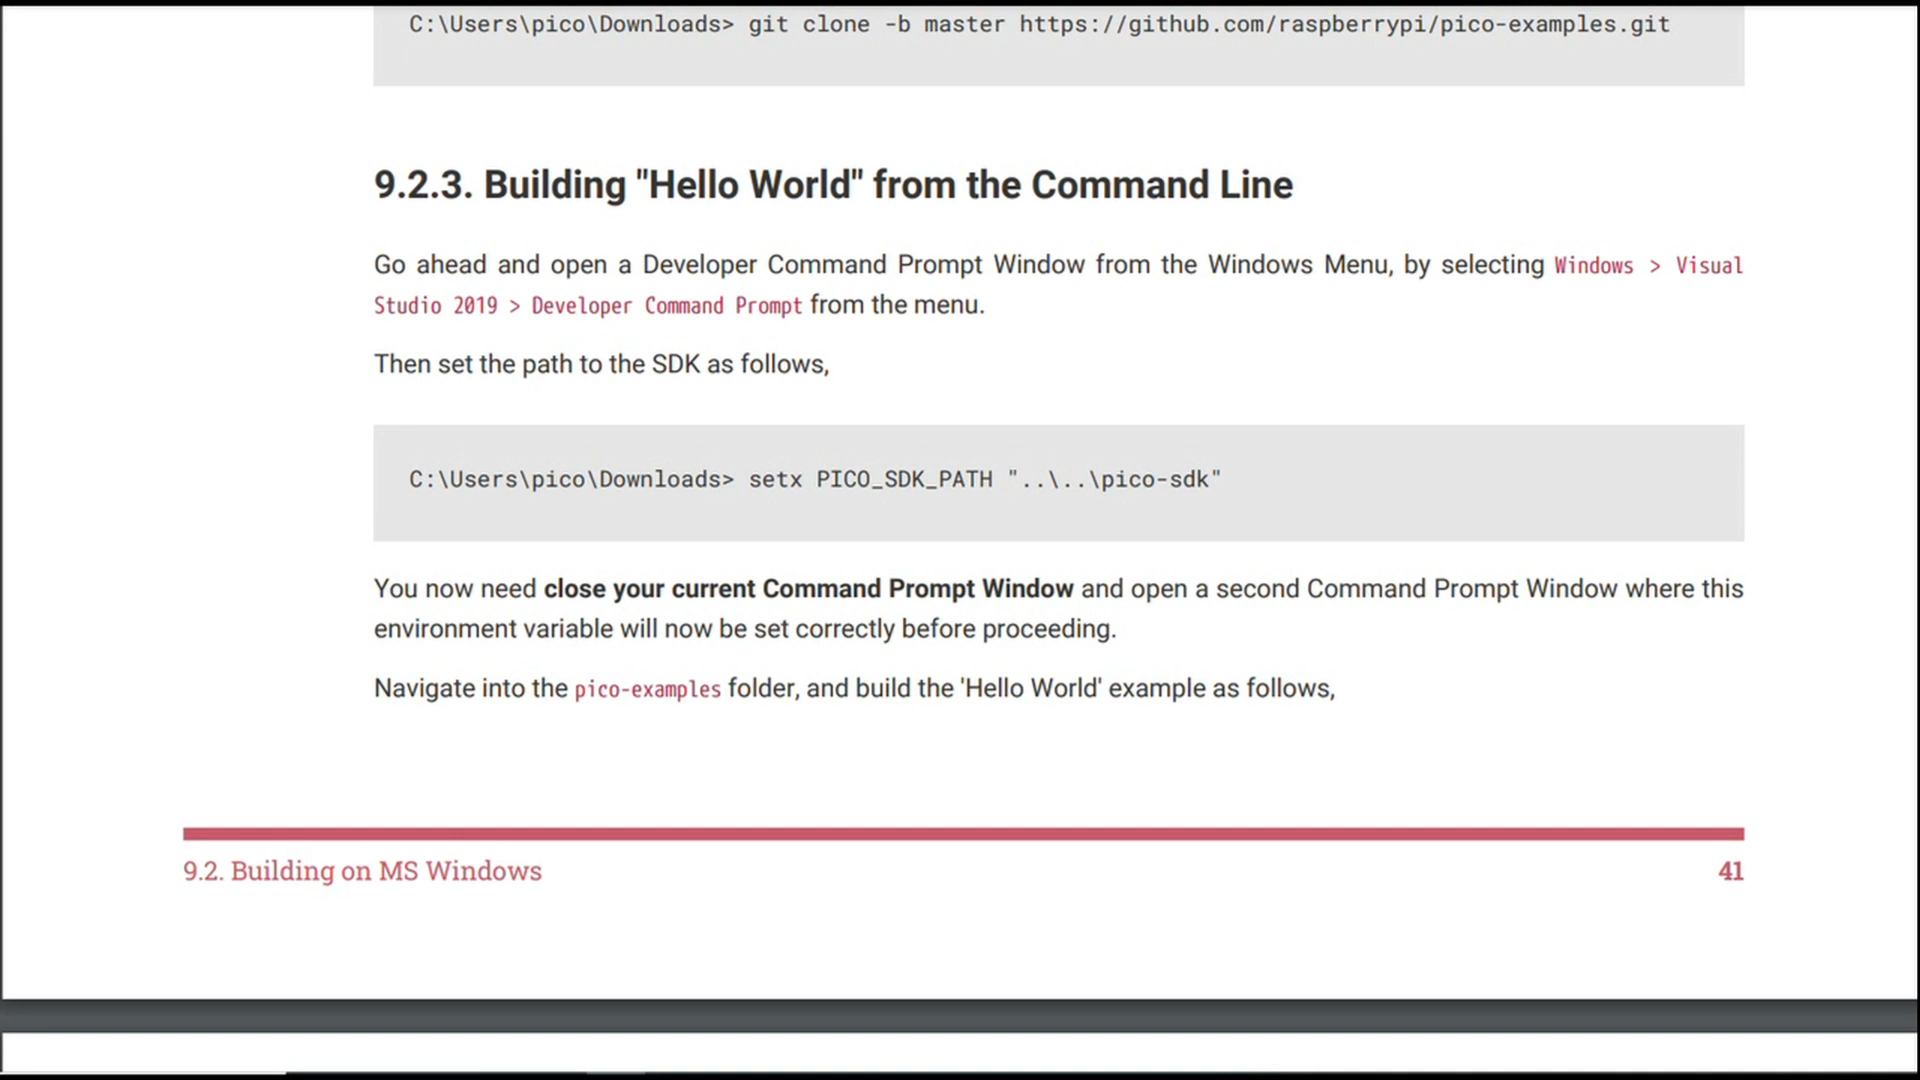 C:\Users\pico\Downloads> git clone -b master https://github.com/raspberrypi/pico-examples.git
9.2.3. Building "Hello World" from the Command Line
Go ahead and open a Developer Command Prompt Window from the Windows Menu, by selecting Windows > Visual
Studio 2019 > Developer Command Prompt from the menu.
Then set the path to the SDK as follows,
C:\Users\pico\Downloads> setx PICO_SDK_PATH "..\..\pico-sdk"
You now need close your current Command Prompt Window and open a second Command Prompt Window where this
environment variable will now be set correctly before proceeding.
Navigate into the pico-examples folder, and build the 'Hello World' example as follows,
9.2. Building on MS Windows
41